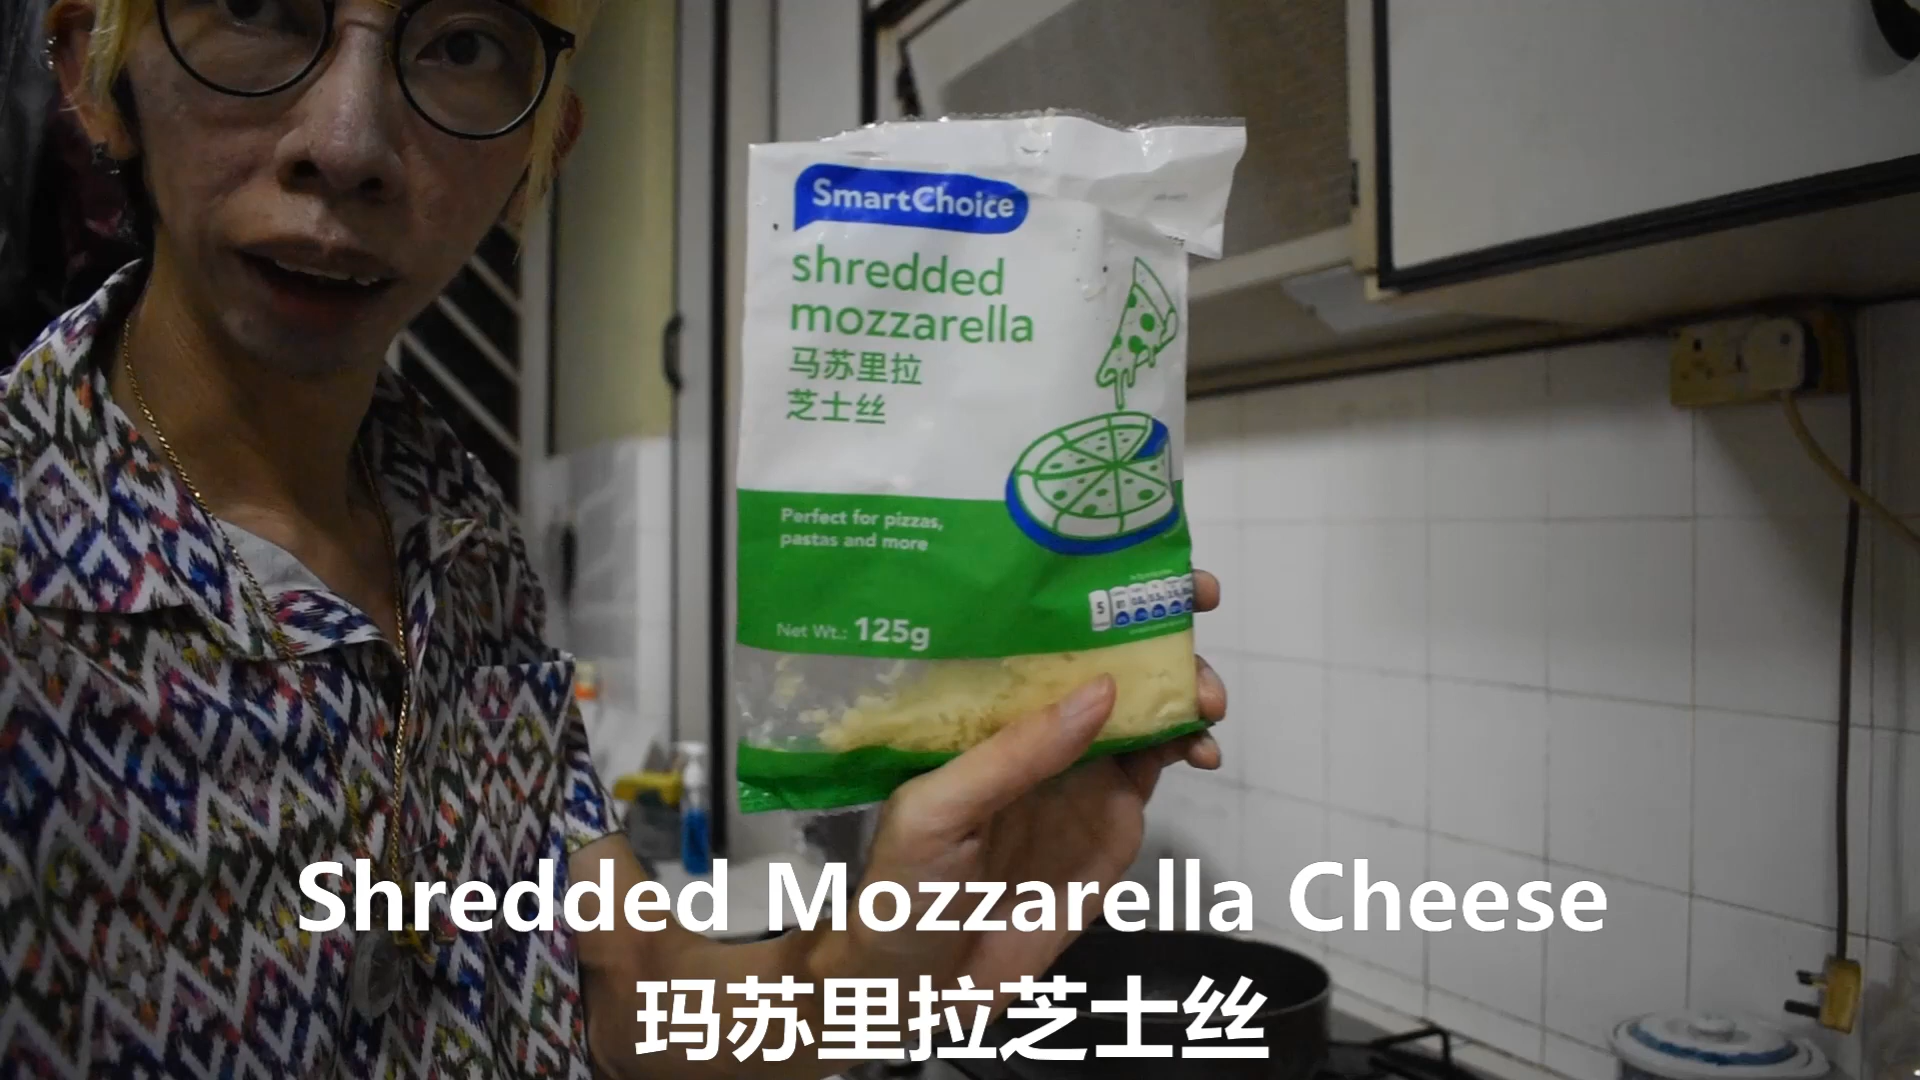 SmartChoice
shredded
mozzarella
马苏里拉
芝士丝
Perfect for pizzas,
pastas and more
Net Wt.: 125g
Shredded Mozzarella Cheese
玛苏里拉芝士丝